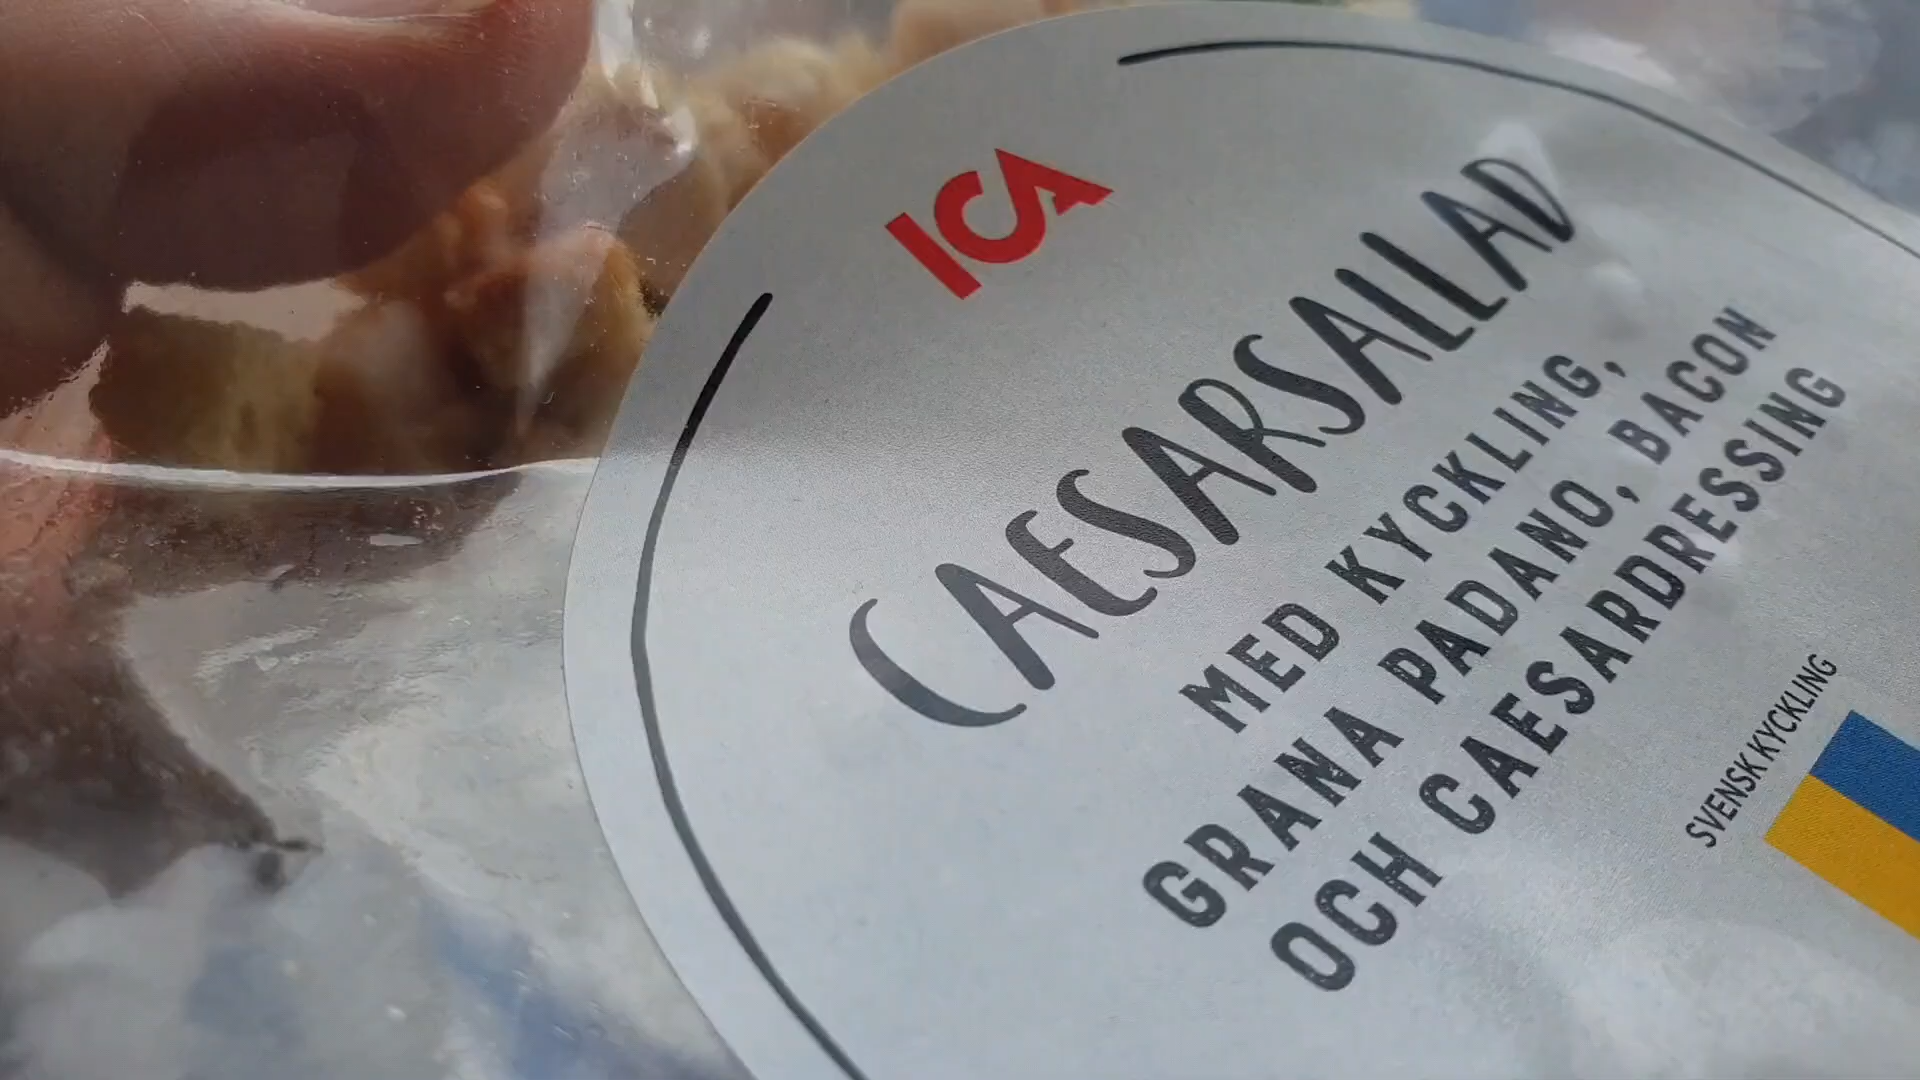 ICA
CAESARSALLAD
MED KYCKLING,
GRANA PADANO, BACON
OCH CAESARDRESSING
SVENSK KYCKLING